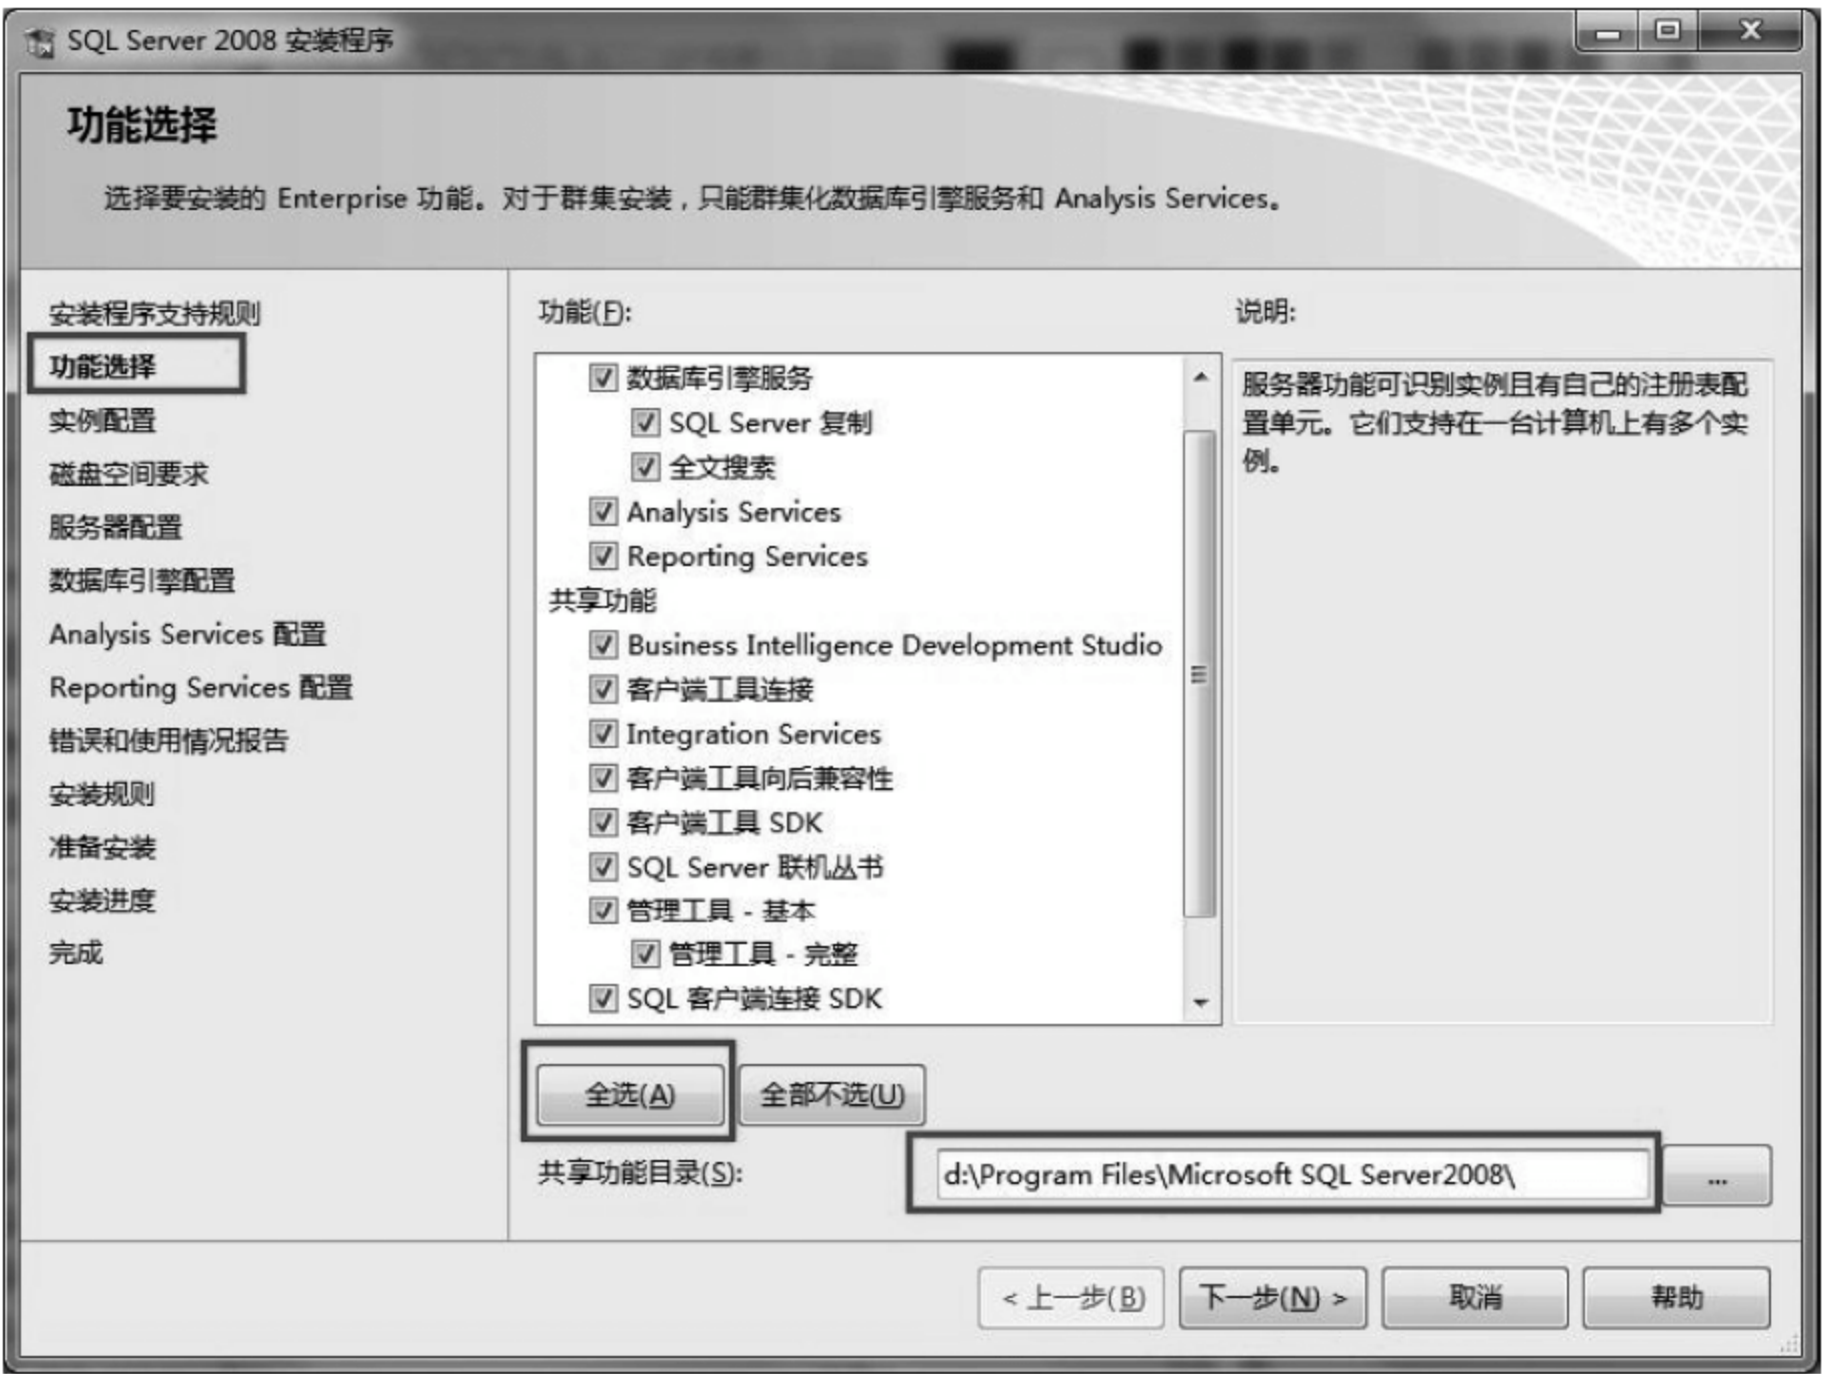 SQL Server 2008 安装程序
功能选择
选择要安装的 Enterprise 功能。对于群集安装，只能群集化数据库引擎服务和 Analysis Services。
安装程序支持规则
功能选择
实例配置
磁盘空间要求
服务器配置
数据库引擎配置
Analysis Services 配置
Reporting Services 配置
错误和使用情况报告
安装规则
准备安装
安装进度
完成
功能(F):
数据库引擎服务
SQL Server 复制
全文搜索
Analysis Services
Reporting Services
共享功能
Business Intelligence Development Studio
客户端工具连接
Integration Services
客户端工具向后兼容性
客户端工具 SDK
SQL Server 联机丛书
管理工具 - 基本
管理工具 - 完整
SQL 客户端连接 SDK
说明:
服务器功能可识别实例且有自己的注册表配
置单元。它们支持在一台计算机上有多个实
例。
全选(A)
全部不选(U)
共享功能目录(S):
d:\Program Files\Microsoft SQL Server2008\
...
< 上一步(B)
下一步(N) >
取消
帮助